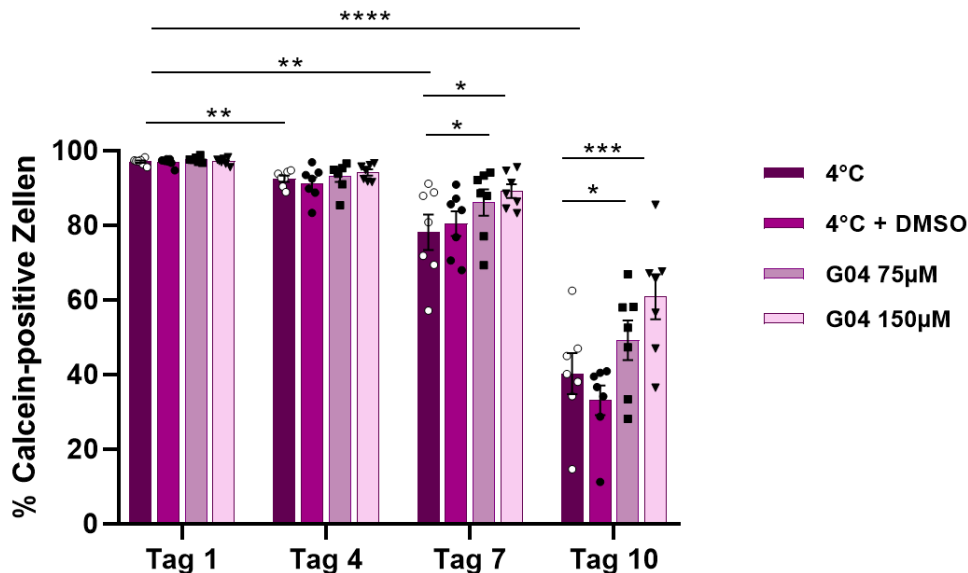 ****
**
*
**
*
***
*
100
80
60
40
20
0
% Calcein-positive Zellen
Tag 1
Tag 4
Tag 7
Tag 10
4°C
4°C + DMSO
G04 75µM
G04 150µM